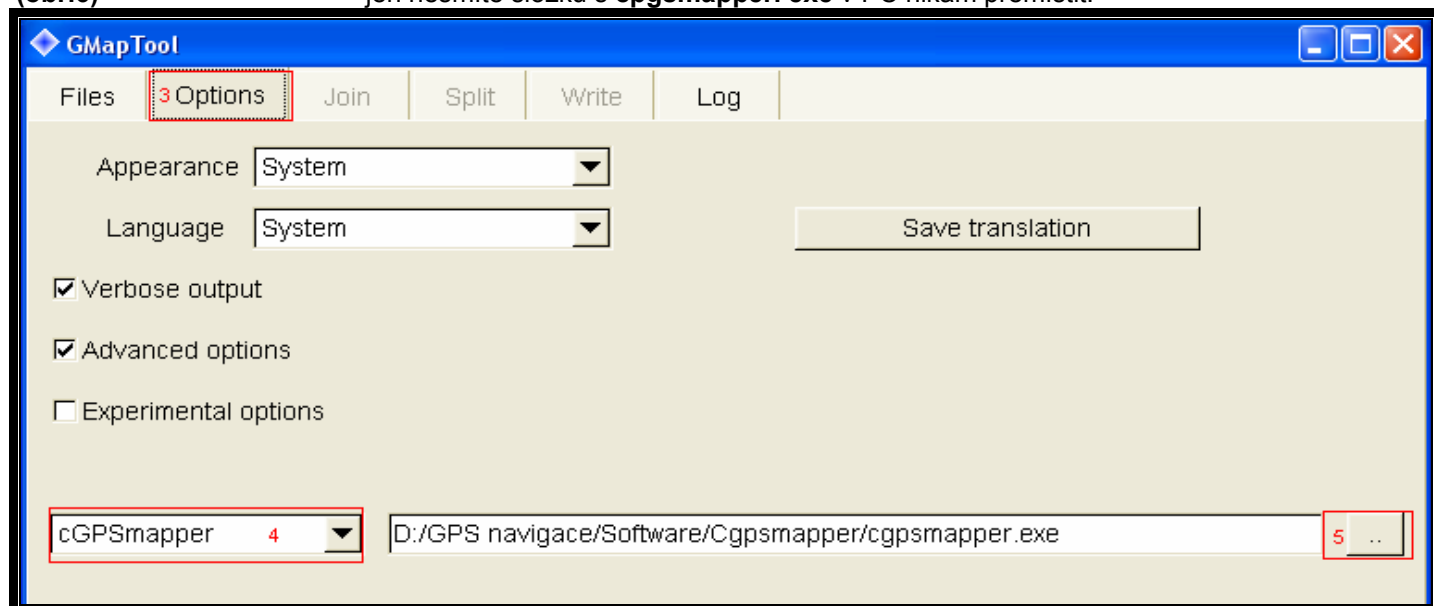 GMapTool
Files 3 Options Join Split Write Log
Appearance System
Language System Save translation
Verbose output
Advanced options
Experimental options
cGPSmapper 4 D:/GPS navigace/Software/Cgpsmapper/cgpsmapper.exe 5 ..